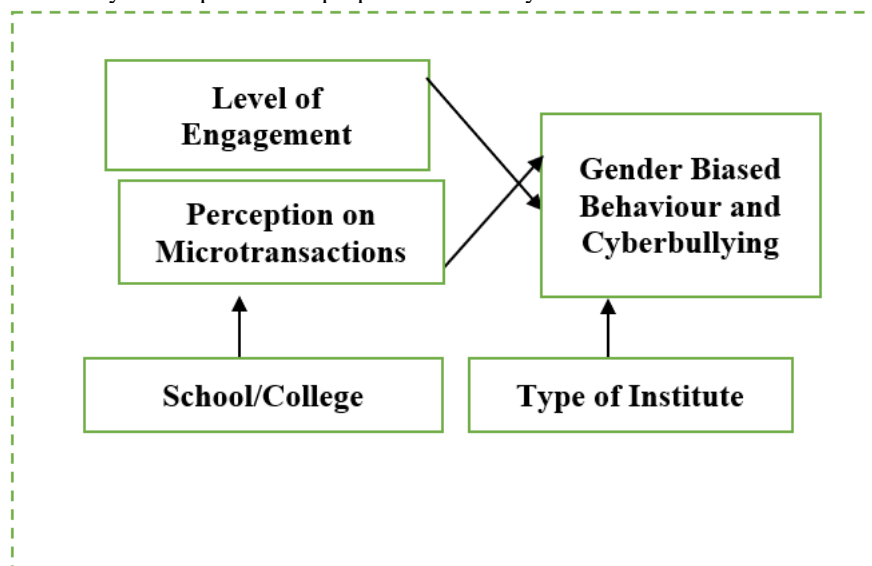 Level of
Engagement
Perception on
Microtransactions
Gender Biased
Behaviour and
Cyberbullying
School/College
Type of Institute